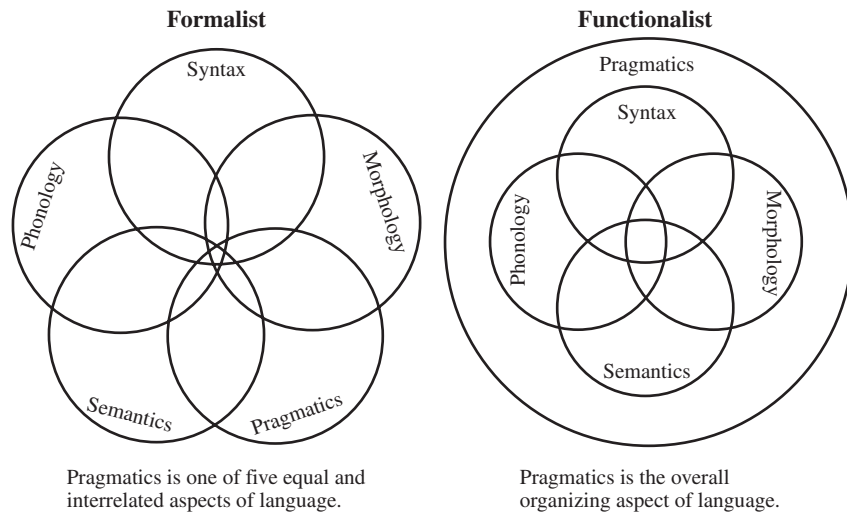 Formalist
Syntax
Phonology
Morphology
Semantics
Pragmatics
Pragmatics is one of five equal and
interrelated aspects of language.
Functionalist
Pragmatics
Syntax
Phonology
Morphology
Semantics
Pragmatics is the overall
organizing aspect of language.